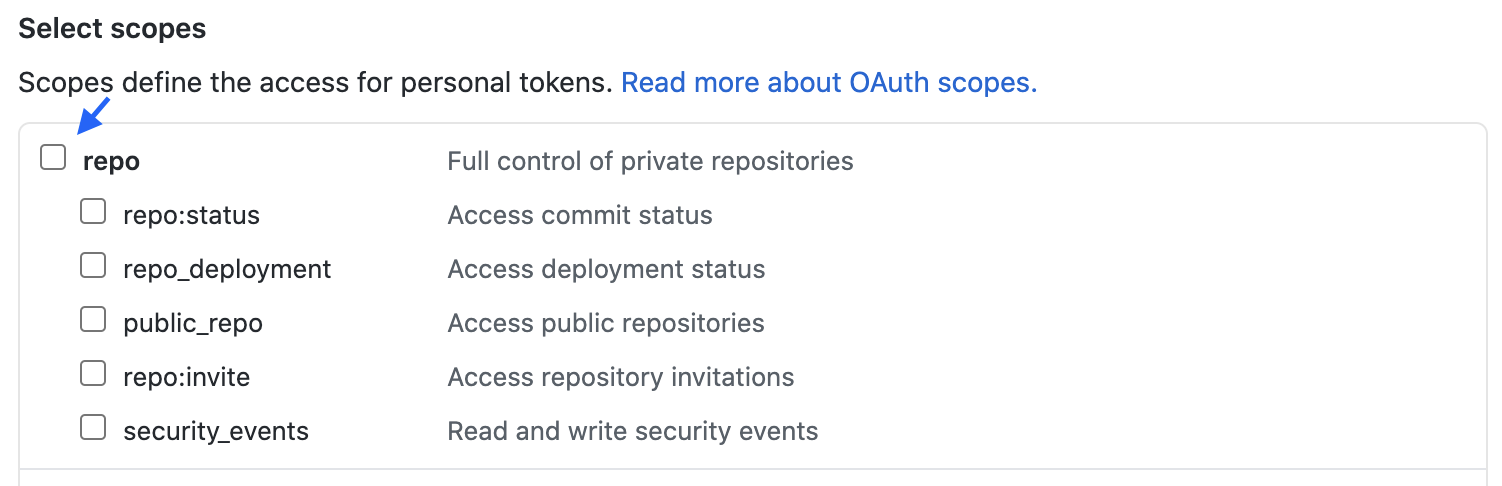 Select scopes
Scopes define the access for personal tokens. Read more about OAuth scopes.
repo Full control of private repositories
repo:status Access commit status
repo_deployment Access deployment status
public_repo Access public repositories
repo:invite Access repository invitations
security_events Read and write security events